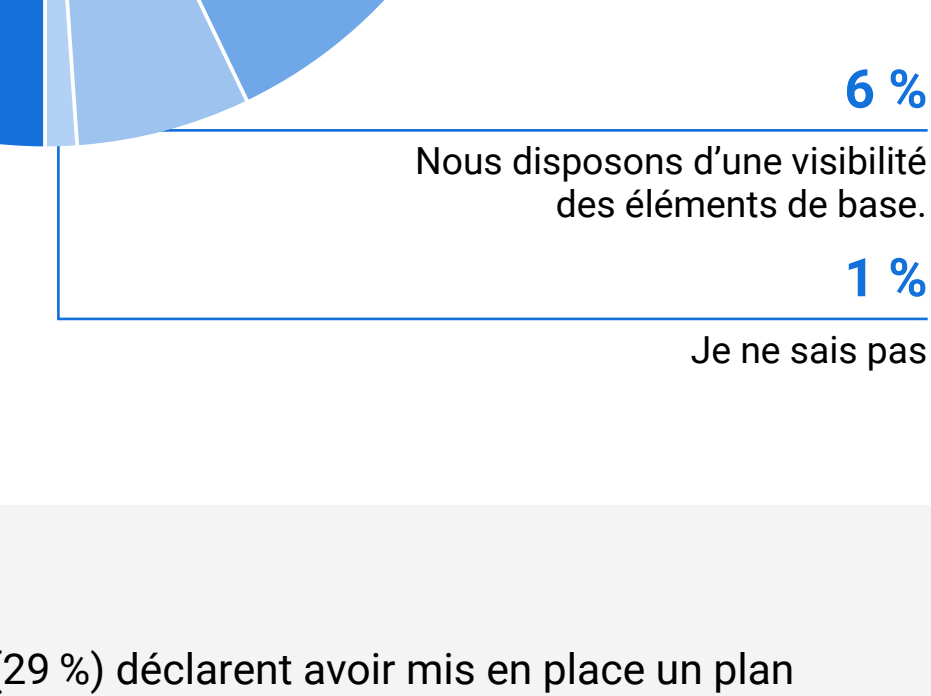 6 %
Nous disposons d’une visibilité
des éléments de base.
1 %
Je ne sais pas
(29 %) déclarent avoir mis en place un plan